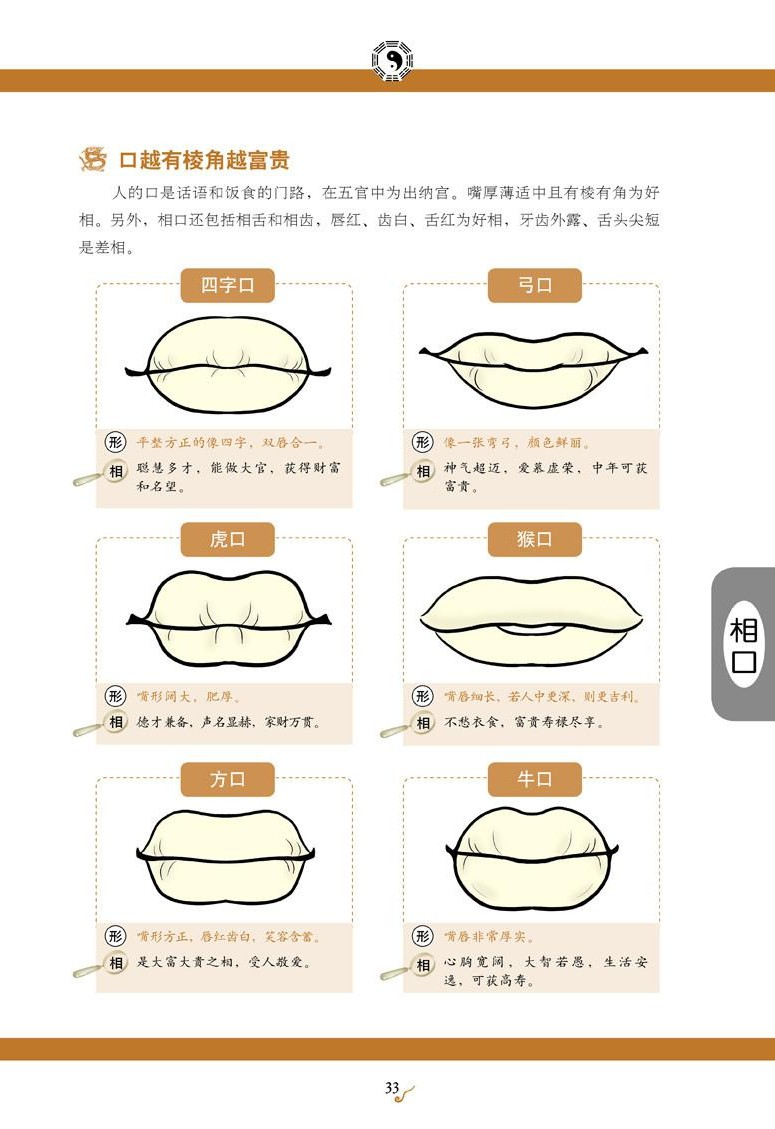 口越有棱角越富贵
人的口是话语和饭食的门路，在五官中为出纳宫。嘴厚薄适中且有棱有角为好
相。另外，相口还包括相舌和相齿，唇红、齿白、舌红为好相，牙齿外露、舌头尖短
是差相。
四字口
形 平整方正的像四字，双唇合一。
相 聪慧多才，能做大官，获得财富
和名望。
弓口
形 像一张弯弓，颜色鲜丽。
相 神气超迈，爱慕虚荣，中年可获
富贵。
虎口
形 嘴形阔大，肥厚。
相 德才兼备，声名显赫，家财万贯。
猴口
形 嘴唇细长，若人中更深，则更吉利。
相 不愁衣食，富贵寿禄尽享。
相口
方口
形 嘴形方正，唇红齿白，笑容含蓄。
相 是大富大贵之相，受人敬爱。
牛口
形 嘴唇非常厚实。
相 心胸宽阔，大智若愚，生活安
逸，可获高寿。
33